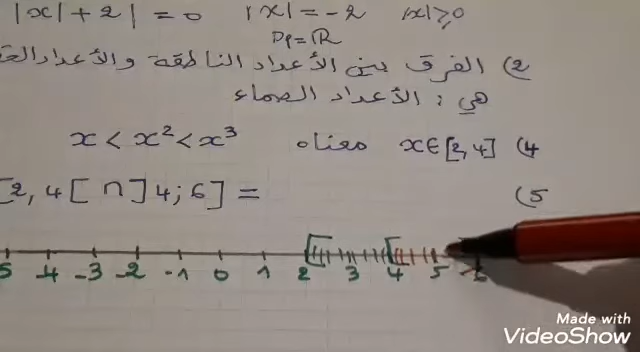 |x|+2|=0   |x|=-2   |x|⩾0
Dp=ℝ
2) الفرق بين الأعداد الناطقة والأعداد
هي : الأعداد الصماء
4) x∈[2,4] معناه x < x² < x³
5) [2,4[ ∩ ]4;6] =
5 -4 -3 -2 -1 0 1 2 3 4 5 6
Made with
VideoShow